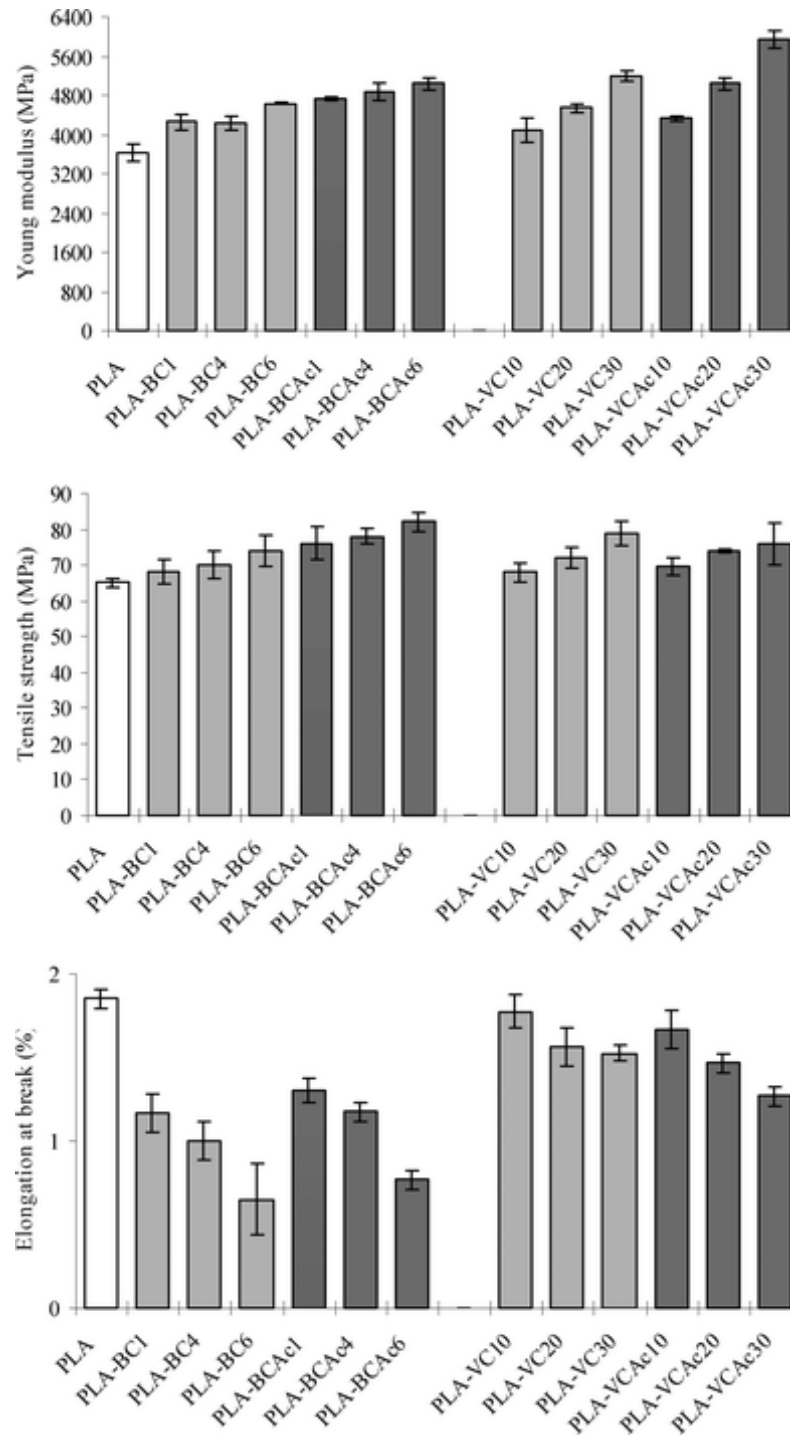 Young modulus (MPa)
6400
5600
4800
4000
3200
2400
1600
800
0
PLA
PLA-BC1
PLA-BC4
PLA-BC6
PLA-BCAc1
PLA-BCAc4
PLA-BCAc6
PLA-VC10
PLA-VC20
PLA-VC30
PLA-VCAc10
PLA-VCAc20
PLA-VCAc30
Tensile strength (MPa)
90
80
70
60
50
40
30
20
10
0
PLA
PLA-BC1
PLA-BC4
PLA-BC6
PLA-BCAc1
PLA-BCAc4
PLA-BCAc6
PLA-VC10
PLA-VC20
PLA-VC30
PLA-VCAc10
PLA-VCAc20
PLA-VCAc30
Elongation at break (%)
2
1
0
PLA
PLA-BC1
PLA-BC4
PLA-BC6
PLA-BCAc1
PLA-BCAc4
PLA-BCAc6
PLA-VC10
PLA-VC20
PLA-VC30
PLA-VCAc10
PLA-VCAc20
PLA-VCAc30